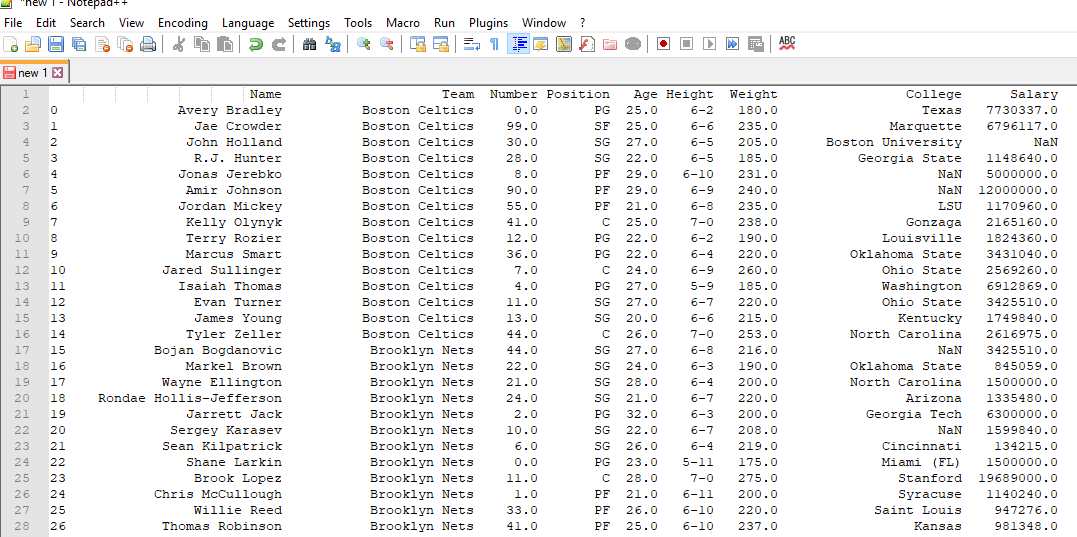 *new 1 - Notepad++
File Edit Search View Encoding Language Settings Tools Macro Run Plugins Window ?
ABC
new 1
1 Name Team Number Position Age Height Weight College Salary
2 0 Avery Bradley Boston Celtics 0.0 PG 25.0 6-2 180.0 Texas 7730337.0
3 1 Jae Crowder Boston Celtics 99.0 SF 25.0 6-6 235.0 Marquette 6796117.0
4 2 John Holland Boston Celtics 30.0 SG 27.0 6-5 205.0 Boston University NaN
5 3 R.J. Hunter Boston Celtics 28.0 SG 22.0 6-5 185.0 Georgia State 1148640.0
6 4 Jonas Jerebko Boston Celtics 8.0 PF 29.0 6-10 231.0 NaN 5000000.0
7 5 Amir Johnson Boston Celtics 90.0 PF 29.0 6-9 240.0 NaN 12000000.0
8 6 Jordan Mickey Boston Celtics 55.0 PF 21.0 6-8 235.0 LSU 1170960.0
9 7 Kelly Olynyk Boston Celtics 41.0 C 25.0 7-0 238.0 Gonzaga 2165160.0
10 8 Terry Rozier Boston Celtics 12.0 PG 22.0 6-2 190.0 Louisville 1824360.0
11 9 Marcus Smart Boston Celtics 36.0 PG 22.0 6-4 220.0 Oklahoma State 3431040.0
12 10 Jared Sullinger Boston Celtics 7.0 C 24.0 6-9 260.0 Ohio State 2569260.0
13 11 Isaiah Thomas Boston Celtics 4.0 PG 27.0 5-9 185.0 Washington 6912869.0
14 12 Evan Turner Boston Celtics 11.0 SG 27.0 6-7 220.0 Ohio State 3425510.0
15 13 James Young Boston Celtics 13.0 SG 20.0 6-6 215.0 Kentucky 1749840.0
16 14 Tyler Zeller Boston Celtics 44.0 C 26.0 7-0 253.0 North Carolina 2616975.0
17 15 Bojan Bogdanovic Brooklyn Nets 44.0 SG 27.0 6-8 216.0 NaN 3425510.0
18 16 Markel Brown Brooklyn Nets 22.0 SG 24.0 6-3 190.0 Oklahoma State 845059.0
19 17 Wayne Ellington Brooklyn Nets 21.0 SG 28.0 6-4 200.0 North Carolina 1500000.0
20 18 Rondae Hollis-Jefferson Brooklyn Nets 24.0 SG 21.0 6-7 220.0 Arizona 1335480.0
21 19 Jarrett Jack Brooklyn Nets 2.0 PG 32.0 6-3 200.0 Georgia Tech 6300000.0
22 20 Sergey Karasev Brooklyn Nets 10.0 SG 22.0 6-7 208.0 NaN 1599840.0
23 21 Sean Kilpatrick Brooklyn Nets 6.0 SG 26.0 6-4 219.0 Cincinnati 134215.0
24 22 Shane Larkin Brooklyn Nets 0.0 PG 23.0 5-11 175.0 Miami (FL) 1500000.0
25 23 Brook Lopez Brooklyn Nets 11.0 C 28.0 7-0 275.0 Stanford 19689000.0
26 24 Chris McCullough Brooklyn Nets 1.0 PF 21.0 6-11 200.0 Syracuse 1140240.0
27 25 Willie Reed Brooklyn Nets 33.0 PF 26.0 6-10 220.0 Saint Louis 947276.0
28 26 Thomas Robinson Brooklyn Nets 41.0 PF 25.0 6-10 237.0 Kansas 981348.0